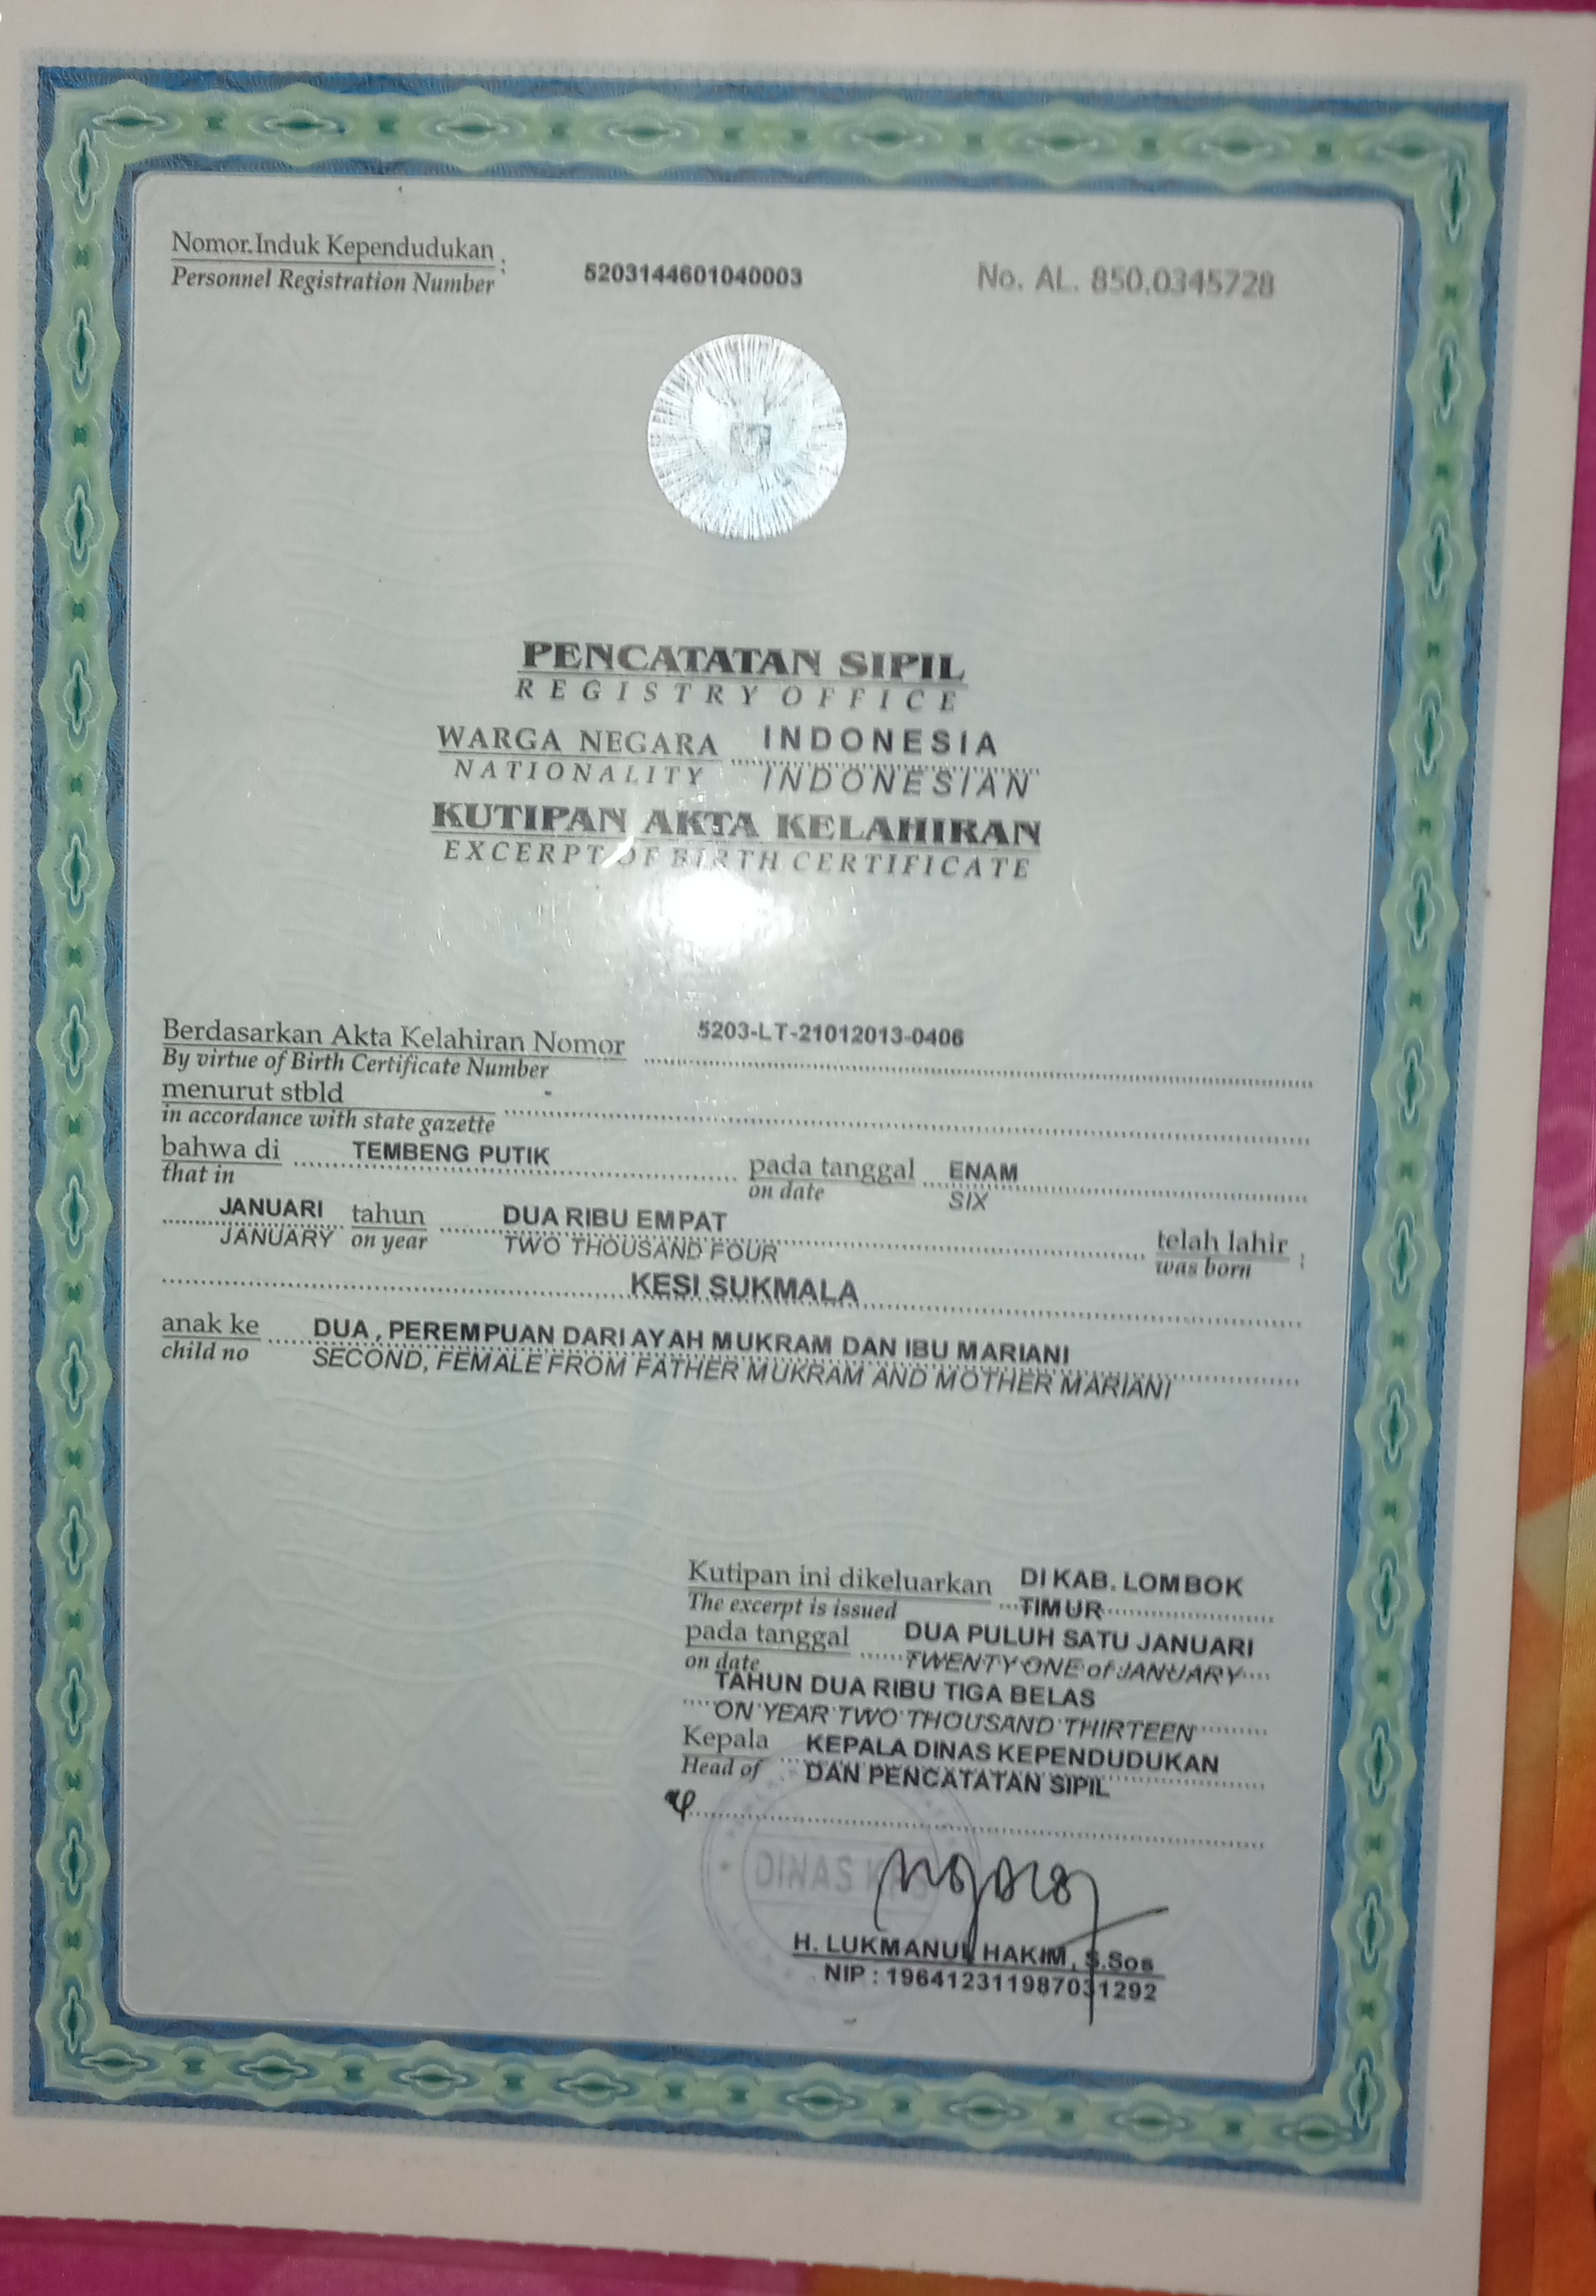 Nomor Induk Kependudukan : 5203144601040003 No. AL. 850.0345728
Personnel Registration Number
PENCATATAN SIPIL
REGISTRY OFFICE
WARGA NEGARA INDONESIA
NATIONALITY INDONESIAN
KUTIPAN AKTA KELAHIRAN
EXCERPT OF BIRTH CERTIFICATE
Berdasarkan Akta Kelahiran Nomor 5203-LT-21012013-0406
By virtue of Birth Certificate Number
menurut stbld -
in accordance with state gazette
bahwa di TEMBENG PUTIK pada tanggal ENAM
that in on date SIX
JANUARI tahun DUA RIBU EMPAT telah lahir :
JANUARY on year TWO THOUSAND FOUR was born
KESI SUKMALA
anak ke DUA , PEREMPUAN DARI AYAH MUKRAM DAN IBU MARIANI
child no SECOND, FEMALE FROM FATHER MUKRAM AND MOTHER MARIANI
Kutipan ini dikeluarkan DI KAB. LOMBOK
The excerpt is issued TIMUR
pada tanggal DUA PULUH SATU JANUARI
on date TWENTY ONE of JANUARY
TAHUN DUA RIBU TIGA BELAS
ON YEAR TWO THOUSAND THIRTEEN
Kepala KEPALA DINAS KEPENDUDUKAN
Head of DAN PENCATATAN SIPIL
DINAS
H. LUKMANUL HAKIM, S.Sos
NIP : 196412311987031292